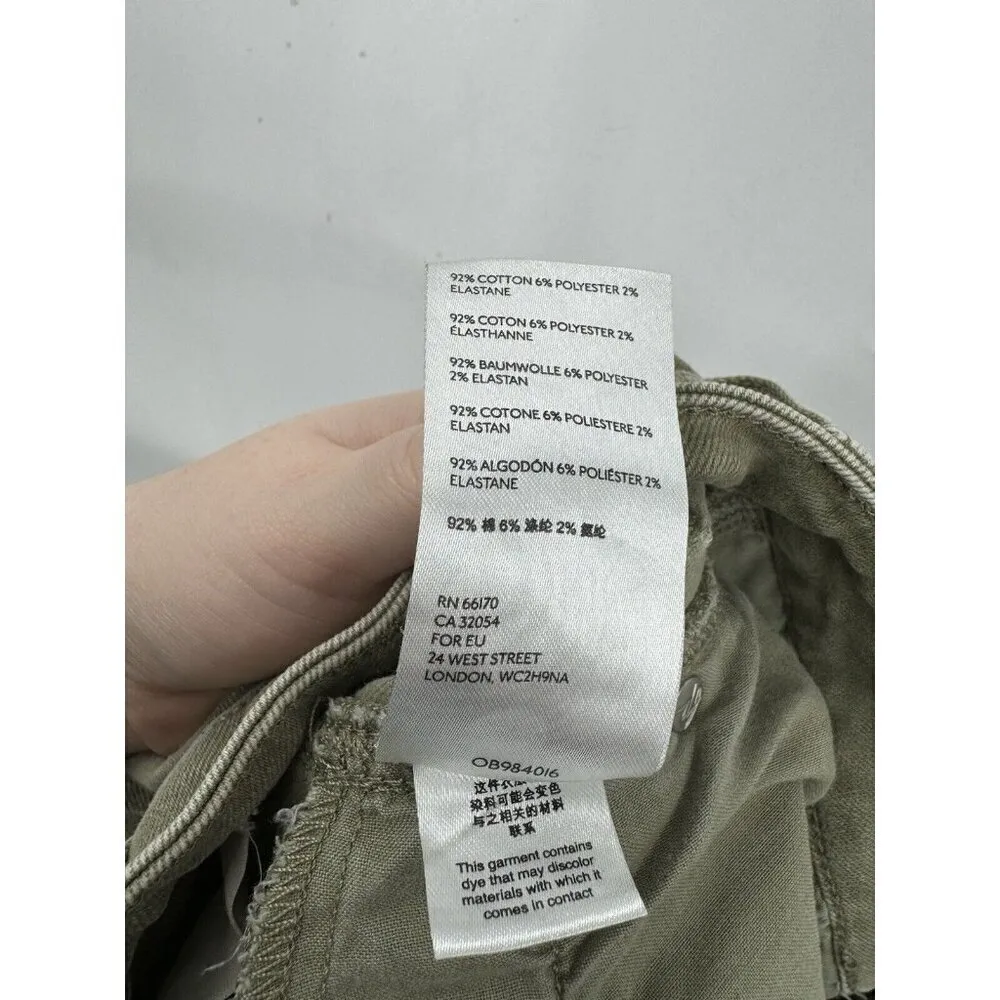 92% COTTON 6% POLYESTER 2%
ELASTANE
92% COTON 6% POLYESTER 2%
ÉLASTHANNE
92% BAUMWOLLE 6% POLYESTER
2% ELASTAN
92% COTONE 6% POLIESTERE 2%
ELASTAN
92% ALGODÓN 6% POLIÉSTER 2%
ELASTANE
92% 棉 6% 涤纶 2% 氨纶
RN 66170
CA 32054
FOR EU
24 WEST STREET
LONDON, WC2H9NA
OB984016
这件衣
染料可能会变色
与之相关的材料
联系
This garment contains
dye that may discolor
materials with which it
comes in contact